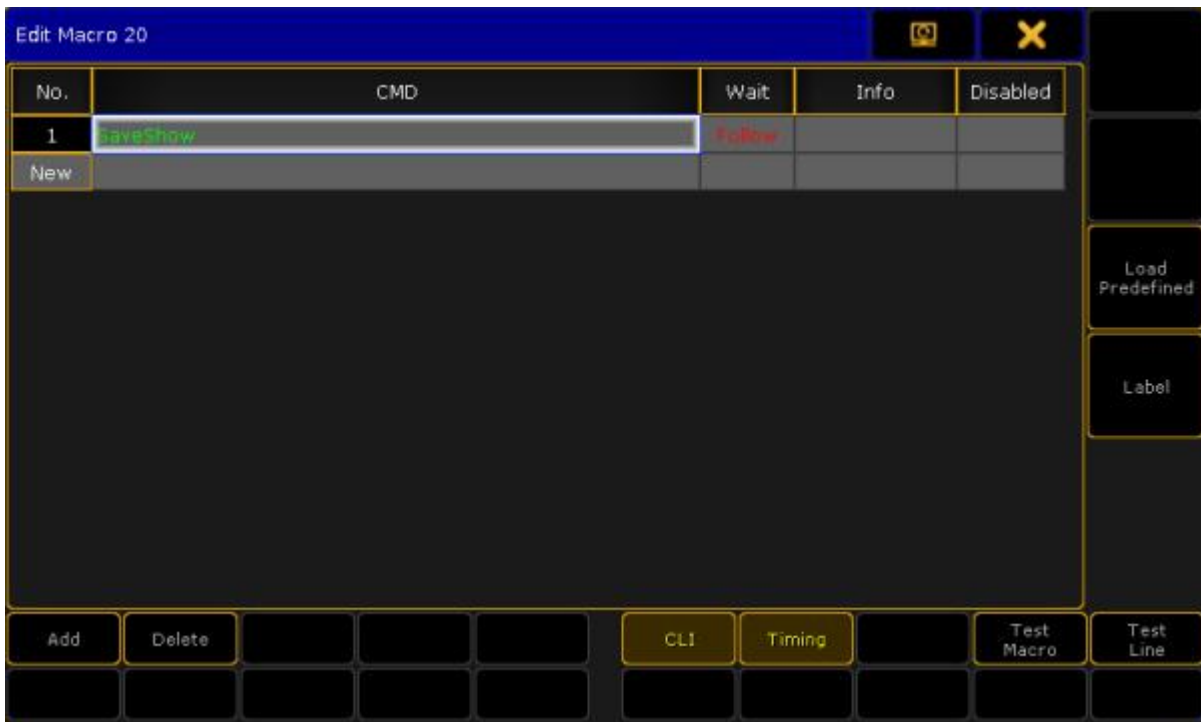 Edit Macro 20
No. CMD Wait Info Disabled
1 SaveShow Follow
New
Load
Predefined
Label
Add Delete CLI Timing Test
Macro Test
Line